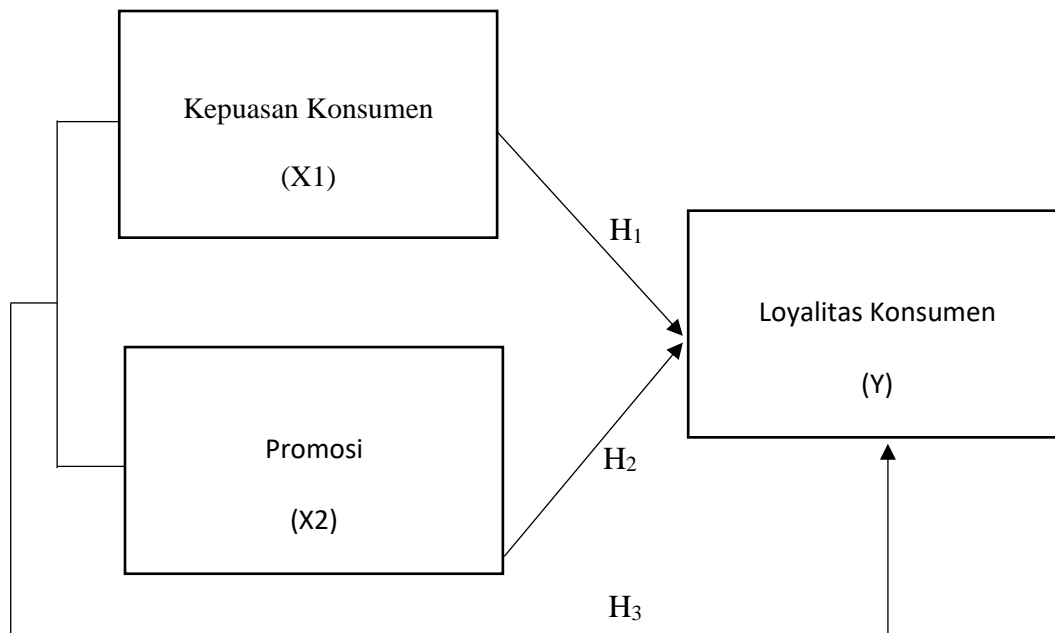 Kepuasan Konsumen
(X1)
H₁
Loyalitas Konsumen
(Y)
Promosi
(X2)
H₂
H₃